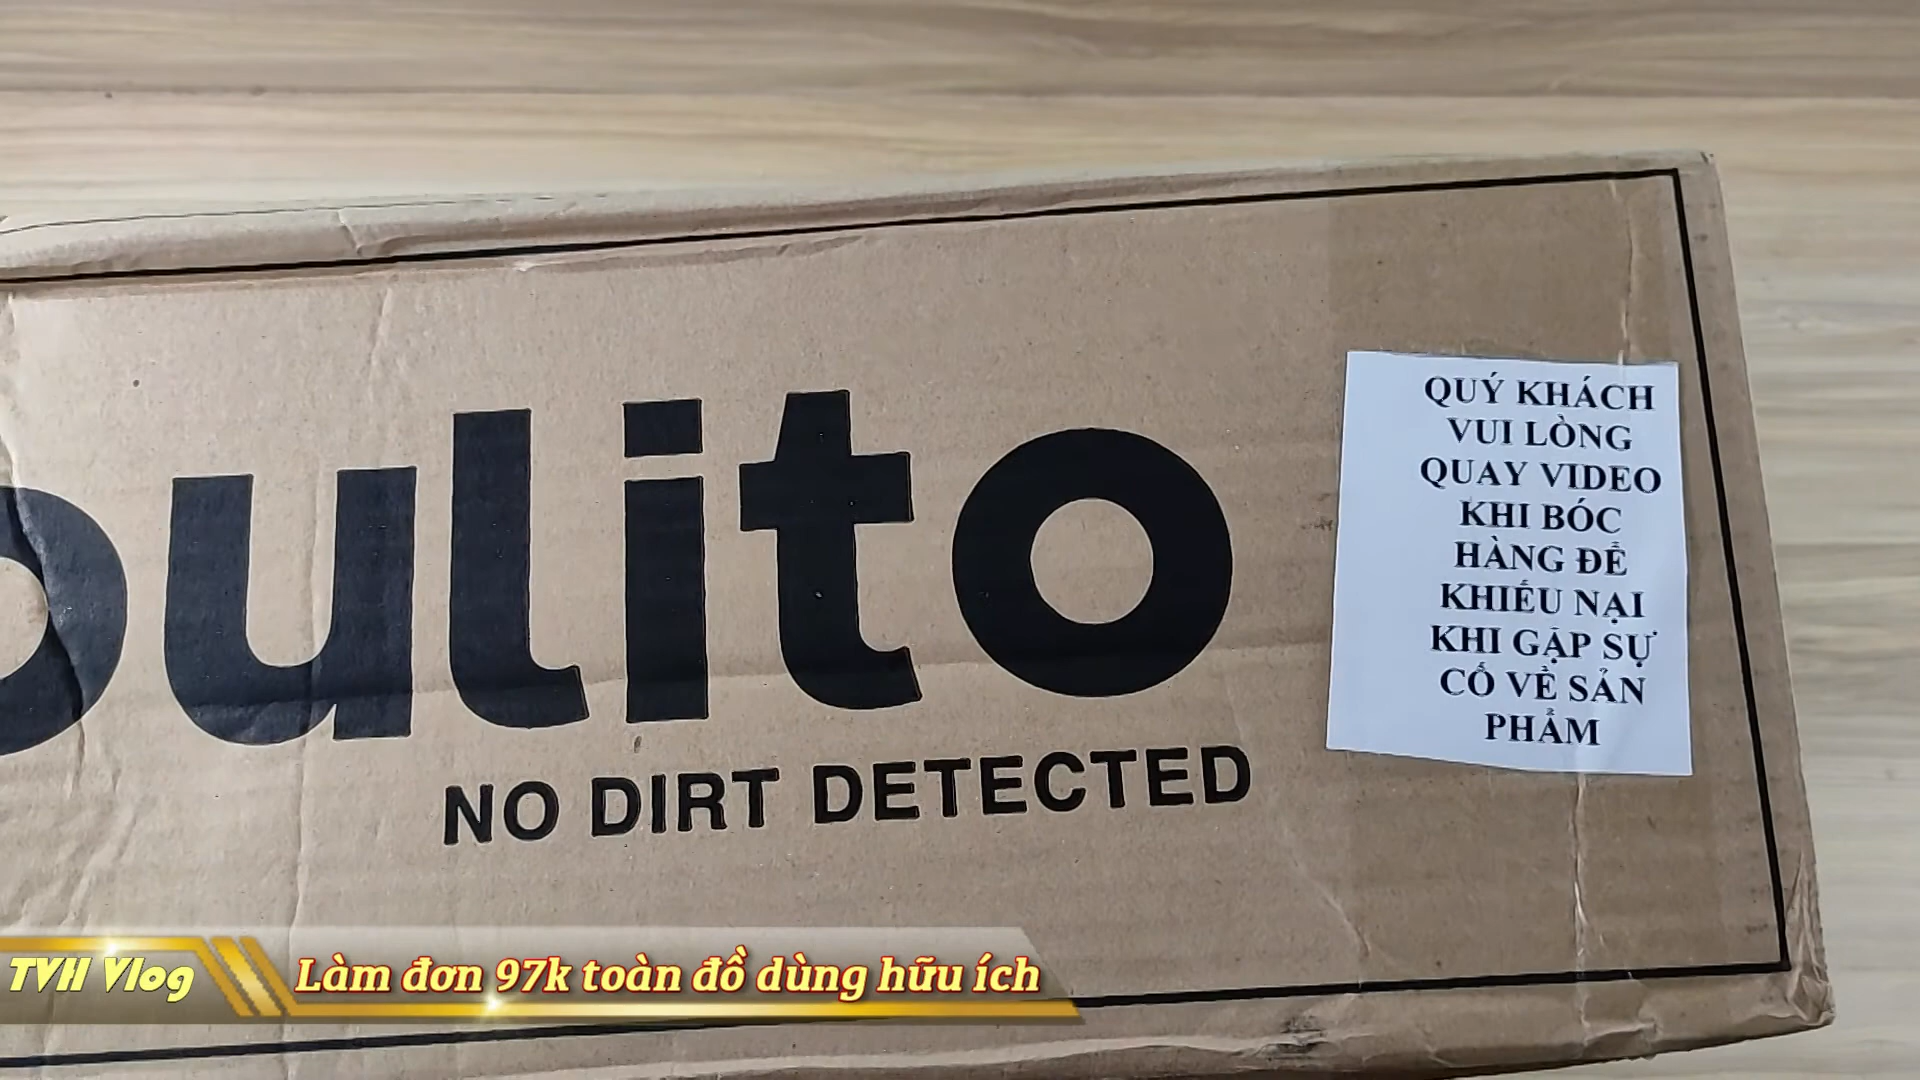 pulito
NO DIRT DETECTED
QUÝ KHÁCH
VUI LÒNG
QUAY VIDEO
KHI BÓC
HÀNG ĐỂ
KHIẾU NẠI
KHI GẶP SỰ
CỐ VỀ SẢN
PHẨM
TVH Vlog
Làm đơn 97k toàn đồ dùng hữu ích